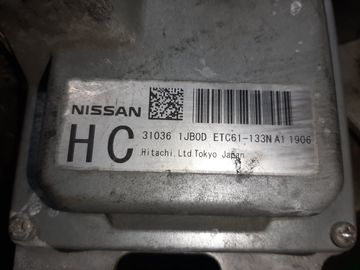 NISSAN
HC
31036 1JB0D ETC61-133N A1 1906
Hitachi.Ltd.Tokyo Japan